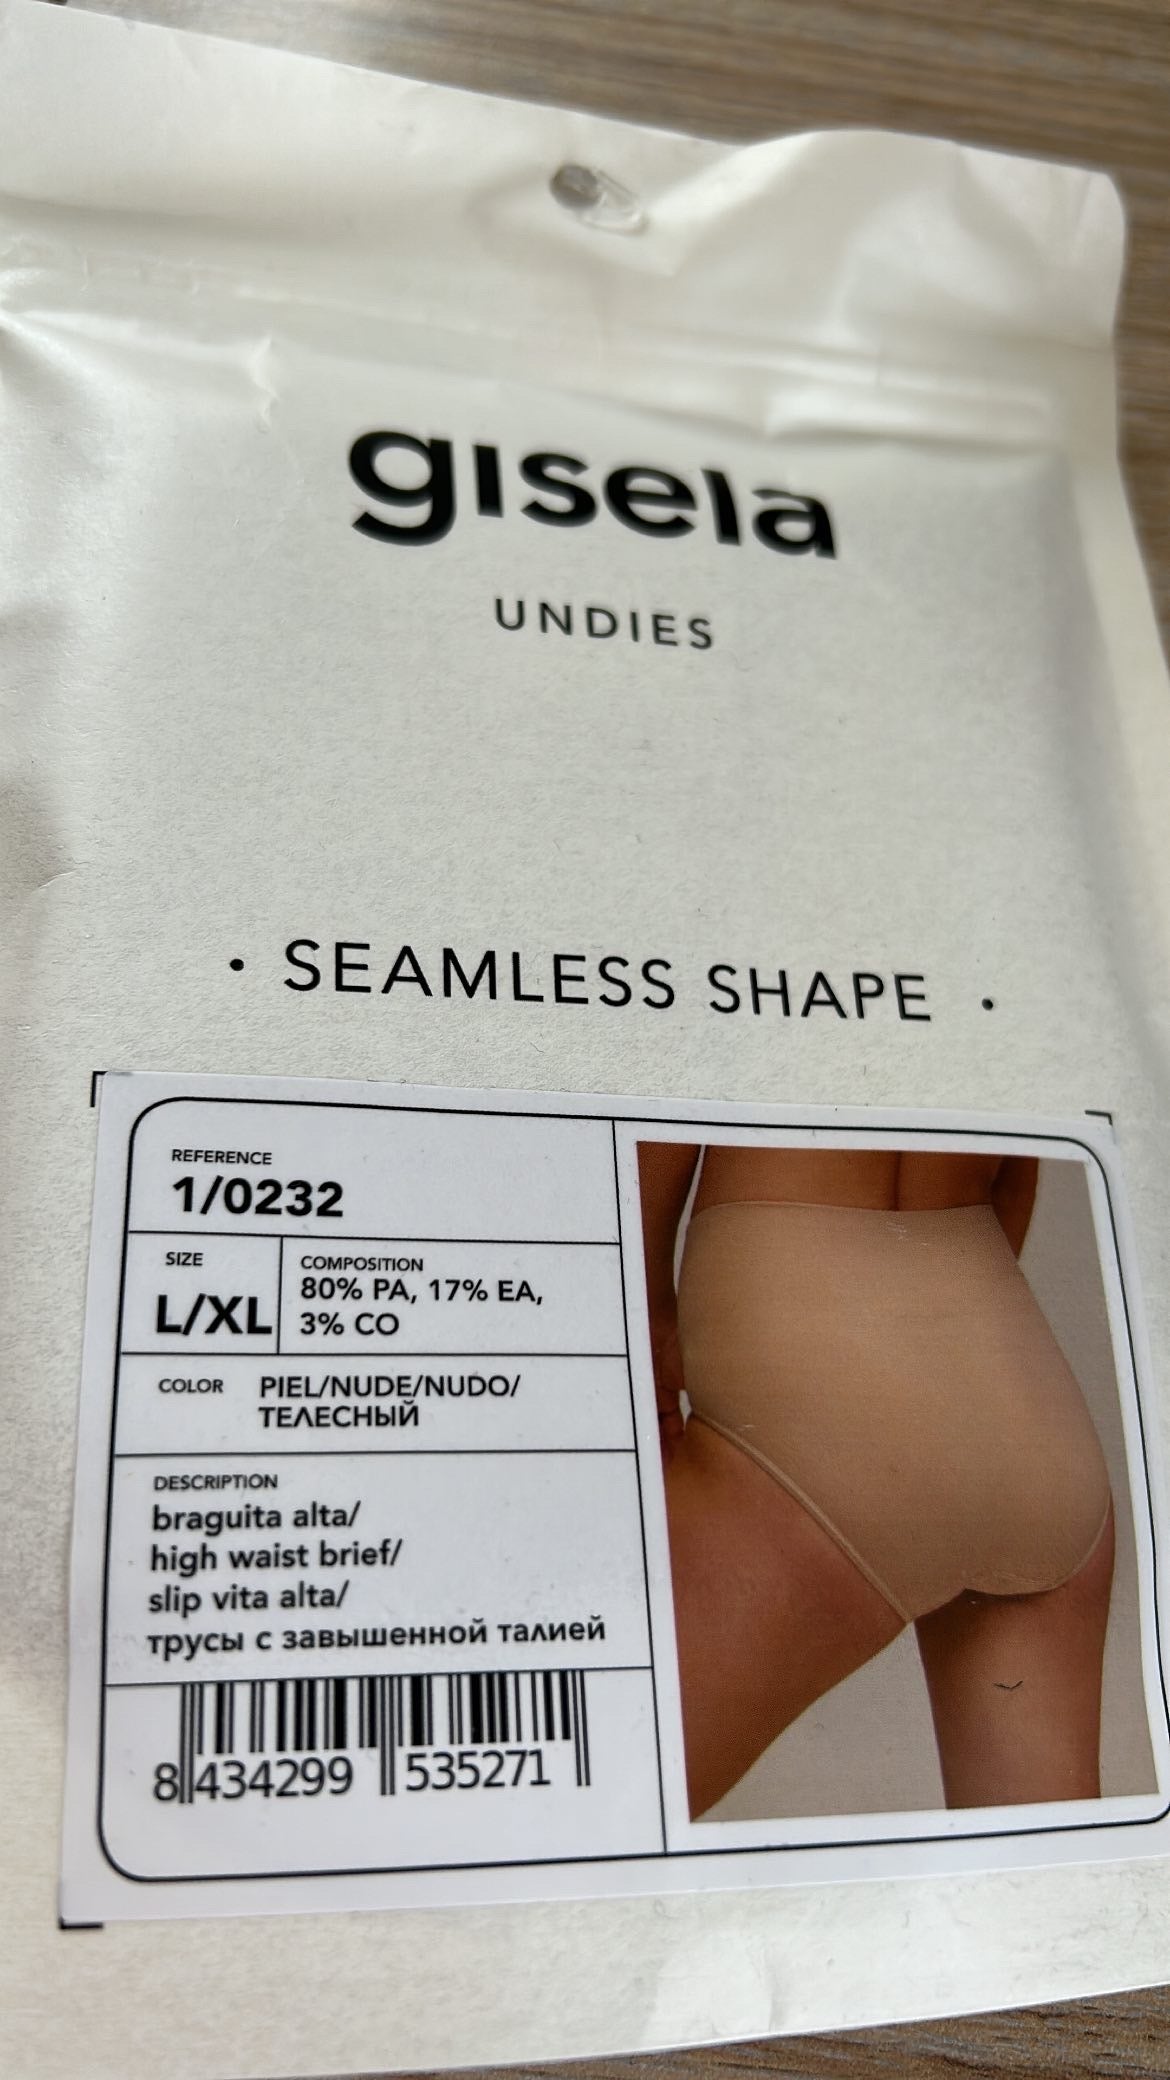 gisela
UNDIES
· SEAMLESS SHAPE ·
REFERENCE
1/0232
SIZE
L/XL
COMPOSITION
80% PA, 17% EA,
3% CO
COLOR PIEL/NUDE/NUDO/
ТЕЛЕСНЫЙ
DESCRIPTION
braguita alta/
high waist brief/
slip vita alta/
трусы с завышенной талией
8 434299 535271